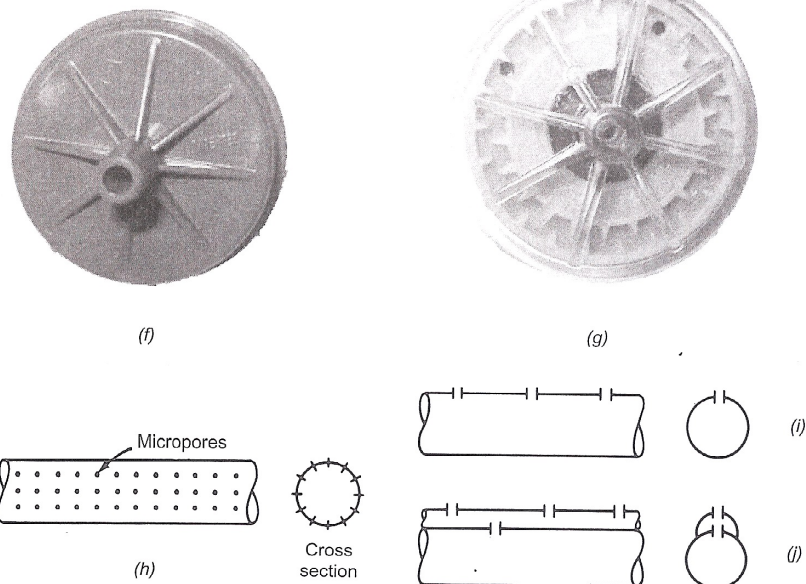 (f)
(g)
Micropores
(i)
Cross
section
(h)
(j)